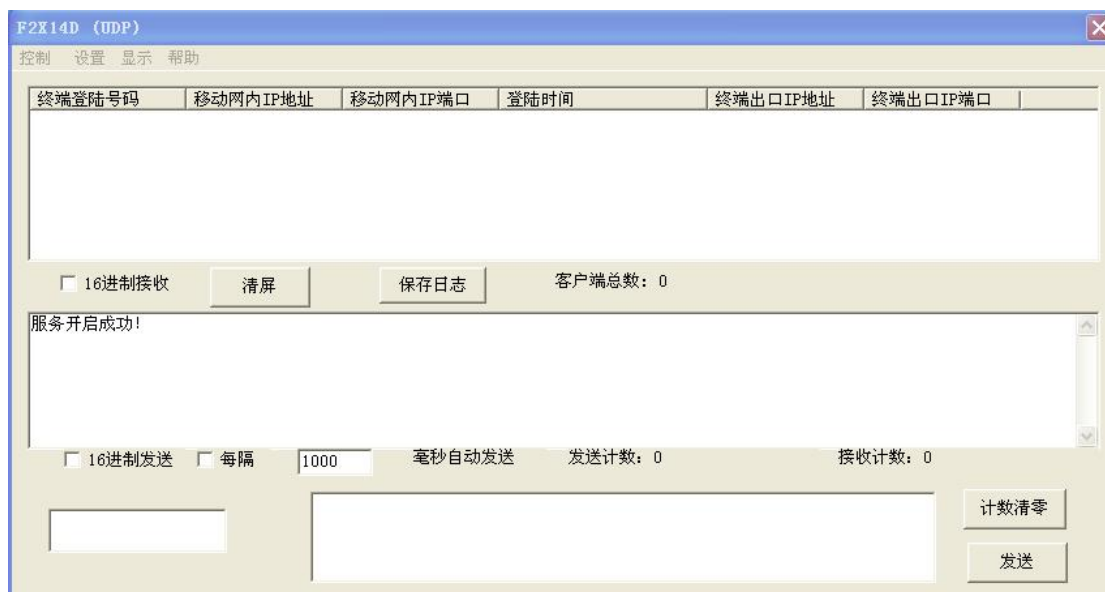 F2X14D (UDP)
控制 设置 显示 帮助
终端登陆号码 移动网内IP地址 移动网内IP端口 登陆时间 终端出口IP地址 终端出口IP端口
16进制接收 清屏 保存日志 客户端总数: 0
服务开启成功!
16进制发送 每隔 1000 毫秒自动发送 发送计数: 0 接收计数: 0
计数清零
发送